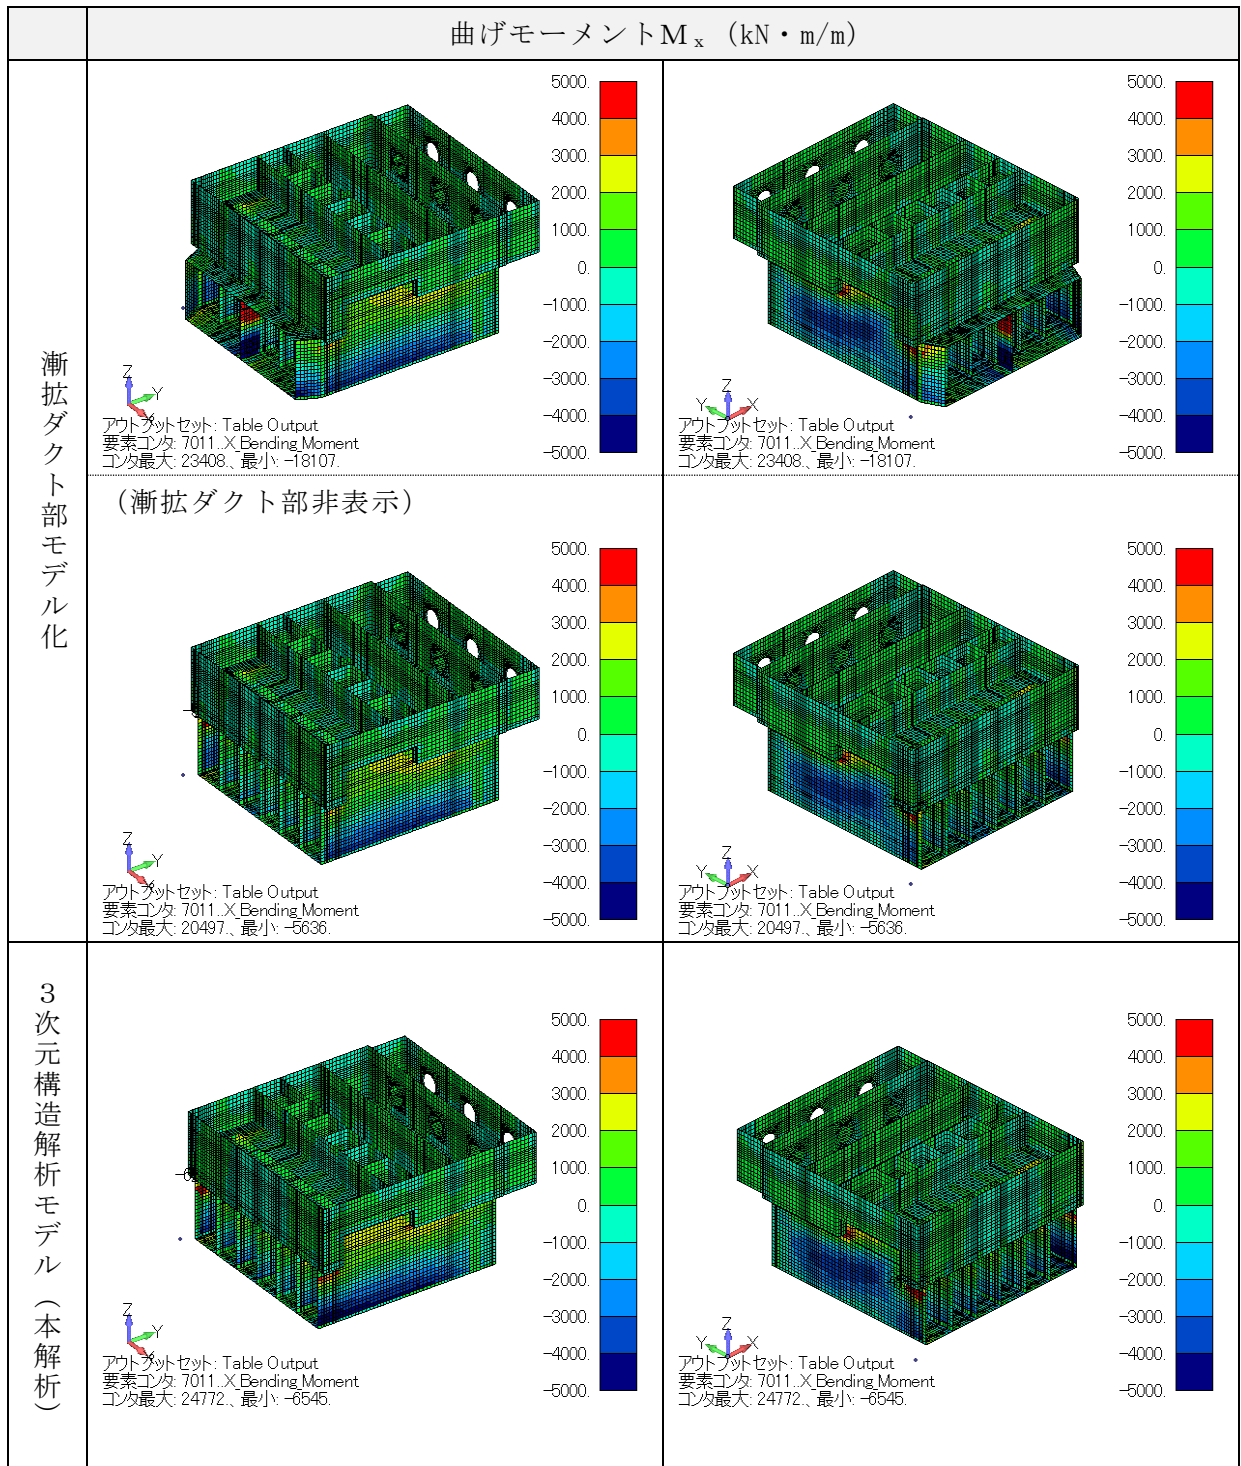 曲げモーメントMx (kN・m/m)
漸拡ダクト部モデル化
5000.
4000.
3000.
2000.
1000.
0.
-1000.
-2000.
-3000.
-4000.
-5000.
Z
Y
X
アウトプットセット: Table Output
要素コンタ: 7011..X Bending Moment
コンタ最大: 23408.、最小: -18107.
5000.
4000.
3000.
2000.
1000.
0.
-1000.
-2000.
-3000.
-4000.
-5000.
Z
Y X
アウトプットセット: Table Output
要素コンタ: 7011..X Bending Moment
コンタ最大: 23408.、最小: -18107.
(漸拡ダクト部非表示)
5000.
4000.
3000.
2000.
1000.
0.
-1000.
-2000.
-3000.
-4000.
-5000.
Z
Y
X
アウトプットセット: Table Output
要素コンタ: 7011..X Bending Moment
コンタ最大: 20497.、最小: -5636.
5000.
4000.
3000.
2000.
1000.
0.
-1000.
-2000.
-3000.
-4000.
-5000.
Z
Y X
アウトプットセット: Table Output
要素コンタ: 7011..X Bending Moment
コンタ最大: 20497.、最小: -5636.
3次元構造解析モデル(本解析)
5000.
4000.
3000.
2000.
1000.
0.
-1000.
-2000.
-3000.
-4000.
-5000.
Z
Y
X
アウトプットセット: Table Output
要素コンタ: 7011..X Bending Moment
コンタ最大: 24772.、最小: -6545.
5000.
4000.
3000.
2000.
1000.
0.
-1000.
-2000.
-3000.
-4000.
-5000.
Z
Y X
アウトプットセット: Table Output
要素コンタ: 7011..X Bending Moment
コンタ最大: 24772.、最小: -6545.